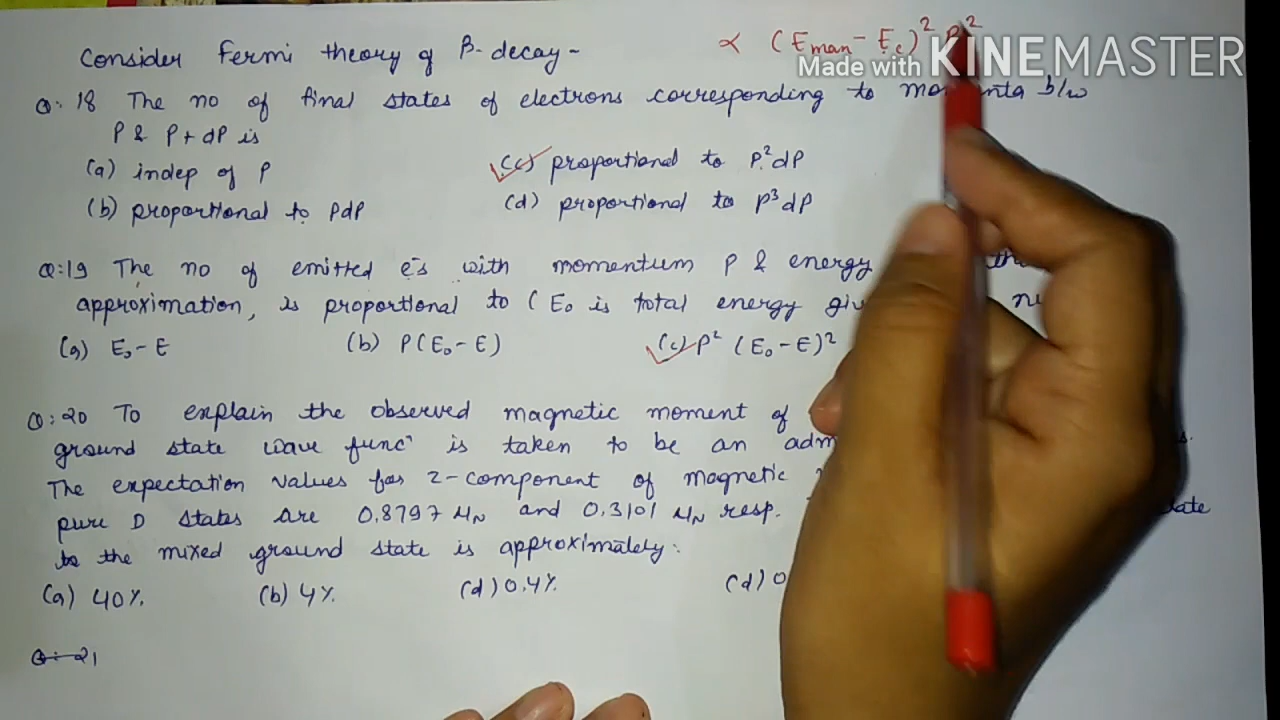 Consider Fermi theory of β-decay-
∝ (Eman - Ee)² P²
Made with KINEMASTER
Q: 18 The no of final states of electrons corresponding to momenta b/w
P & P + dP is
(a) indep of P
(c) proportional to P²dP
(b) proportional to PdP
(d) proportional to p³dP
Q:19 The no of emitted e⁻s with momentum p & energy
approximation, is proportional to ( E₀ is total energy
(a) E₀-E
(b) P(E₀-E)
(c) P² (E₀-E)²
Q:20 To explain the observed magnetic moment of
ground state wave func is taken to be an
The expectation values for z-component of magnetic
pure D states are 0.8797 μN and 0.3101 μN resp.
to the mixed ground state is approximately:
(a) 40%.
(b) 4%.
(d) 0.4%.
(d) 0
Q: 21